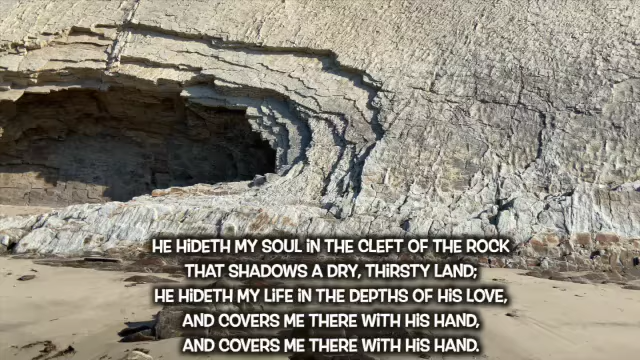 HE HiDETH MY SOUL iN THE CLEFT OF THE ROCK
THAT SHADOWS A DRY, THiRSTY LAND;
HE HiDETH MY LiFE iN THE DEPTHS OF HiS LOVE,
AND COVERS ME THERE WiTH HiS HAND,
AND COVERS ME THERE WiTH HiS HAND.